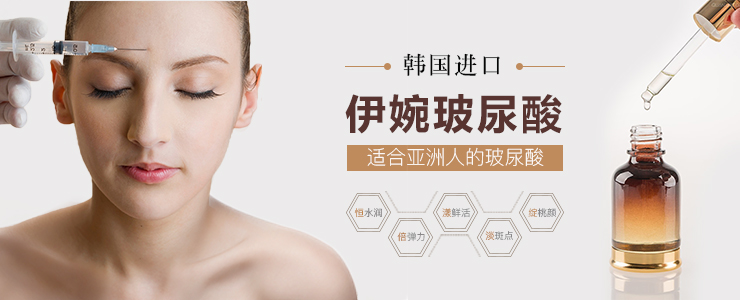 韩国进口
伊婉玻尿酸
适合亚洲人的玻尿酸
恒水润
倍弹力
漾鲜活
淡斑点
绽桃颜